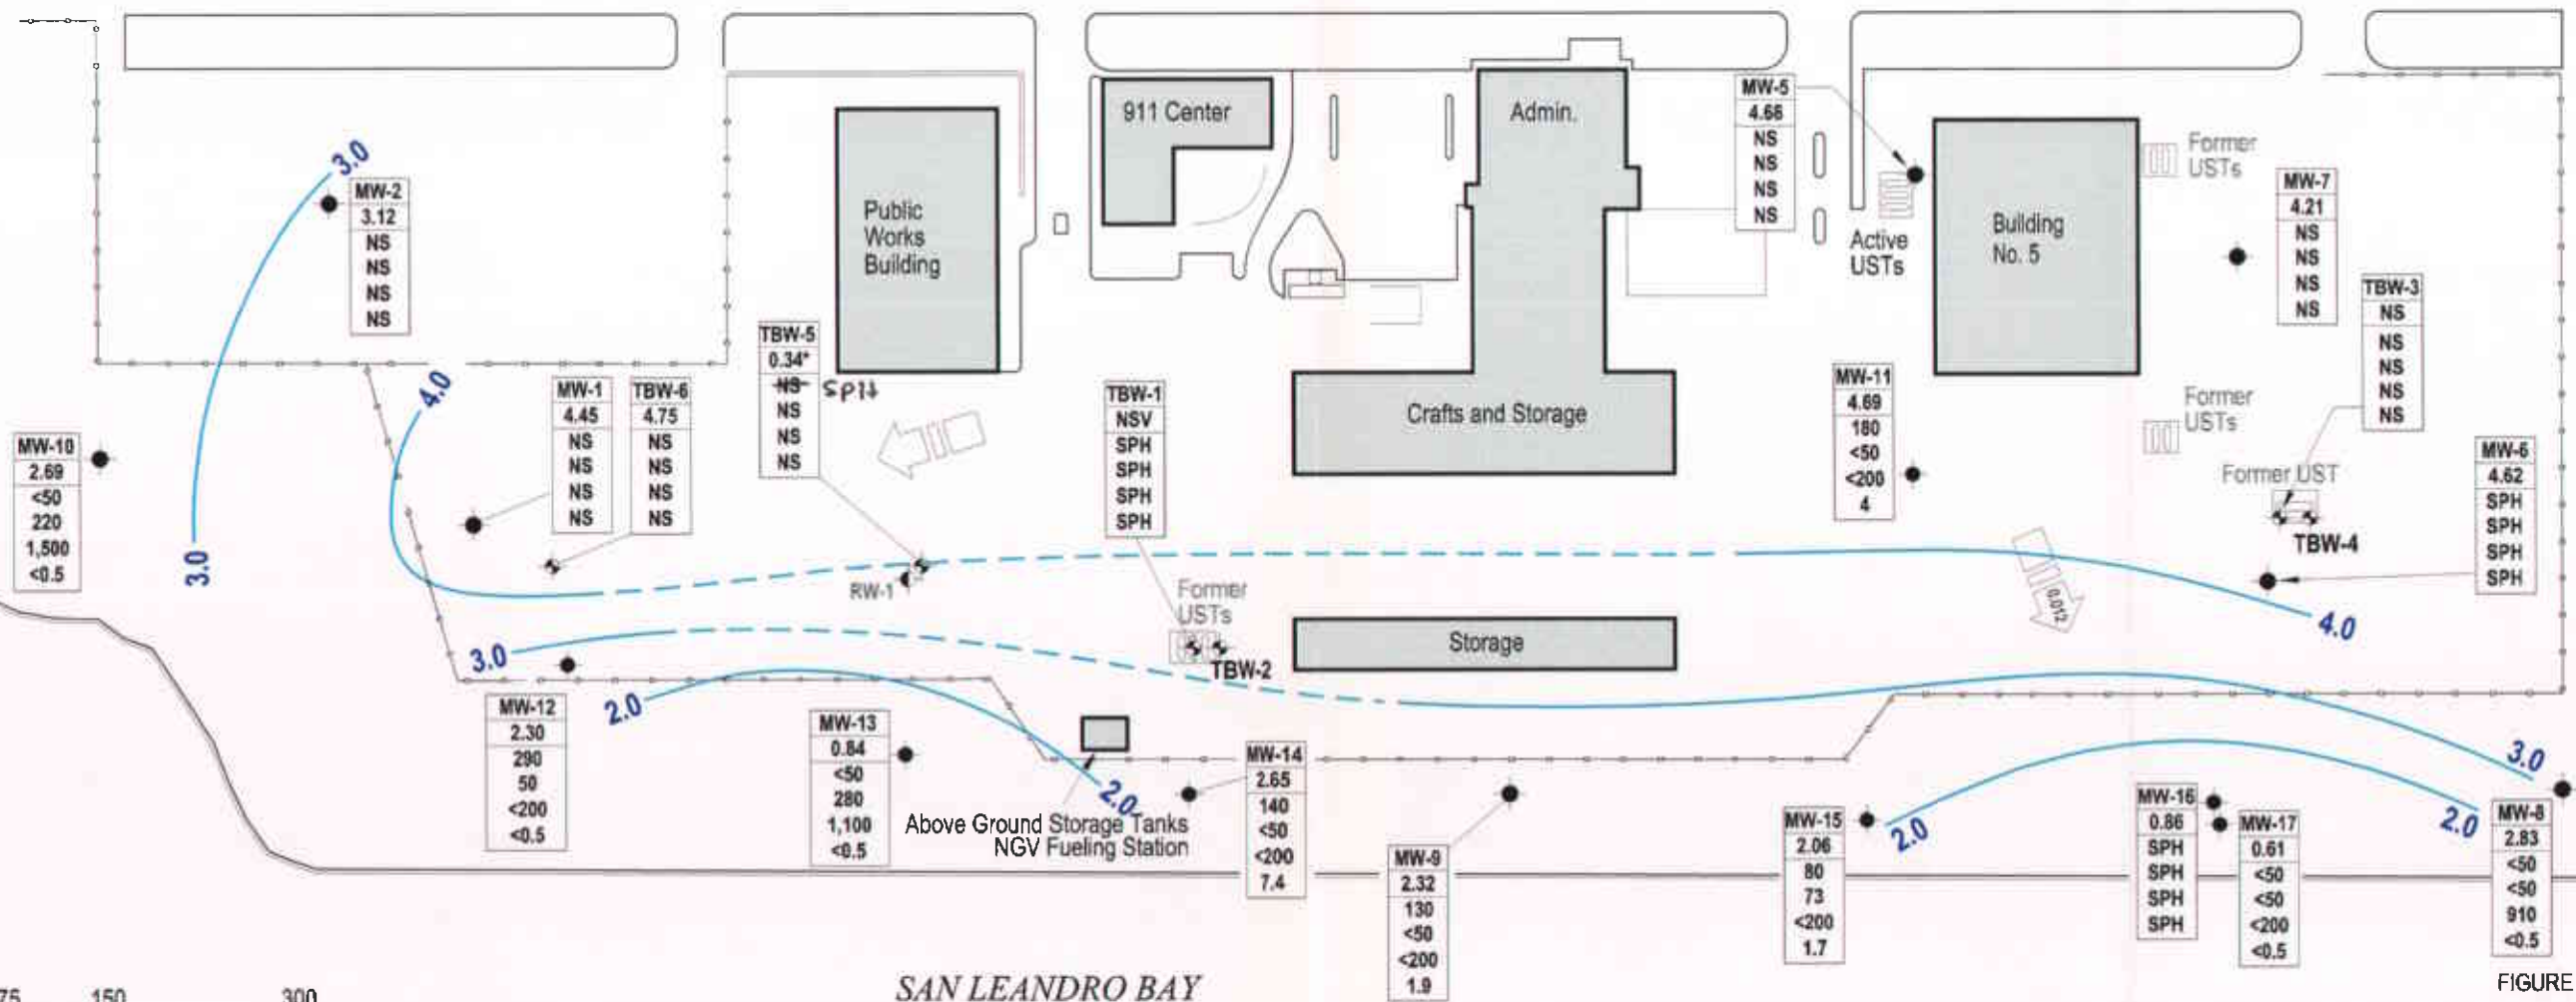 911 Center
Admin.
MW-5
4.66
NS
NS
NS
NS
Former
USTs
3.0
MW-2
3.12
NS
NS
NS
NS
Public
Works
Building
Active
USTs
Building
No. 5
MW-7
4.21
NS
NS
NS
NS
TBW-3
NS
NS
NS
NS
NS
TBW-5
0.34*
NS SPH
NS
NS
NS
4.0
MW-1
4.45
NS
NS
NS
NS
TBW-6
4.75
NS
NS
NS
NS
TBW-1
NSV
SPH
SPH
SPH
SPH
Crafts and Storage
MW-11
4.69
180
<50
<200
4
Former
USTs
Former UST
TBW-4
MW-6
4.62
SPH
SPH
SPH
SPH
MW-10
2.69
<50
220
1,500
<0.5
3.0
RW-1
Former
USTs
TBW-2
Storage
0.012
4.0
3.0
2.0
MW-12
2.30
290
50
<200
<0.5
MW-13
0.84
<50
280
1,100
<0.5
2.0
Above Ground Storage Tanks
NGV Fueling Station
MW-14
2.65
140
<50
<200
7.4
MW-9
2.32
130
<50
<200
1.9
MW-15
2.06
80
73
<200
1.7
2.0
MW-16
0.86
SPH
SPH
SPH
SPH
MW-17
0.61
<50
<50
<200
<0.5
3.0
2.0
MW-8
2.83
<50
<50
910
<0.5
SAN LEANDRO BAY
75 150 300
FIGURE